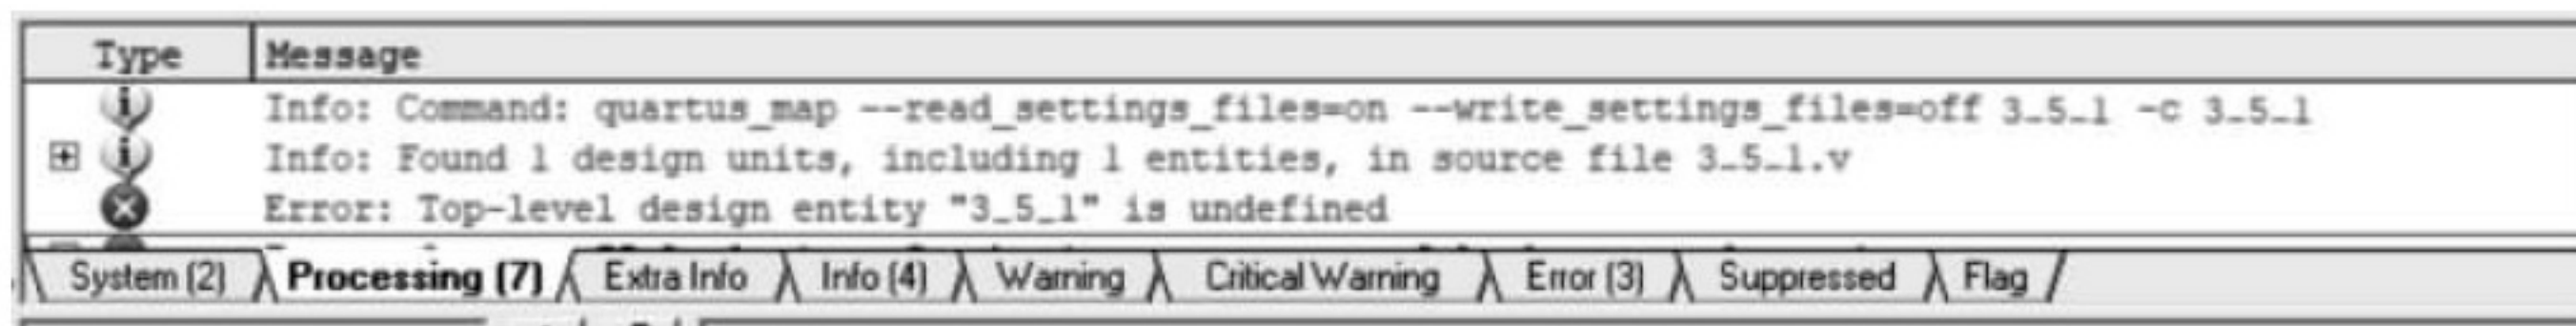 Type Message
Info: Command: quartus_map --read_settings_files=on --write_settings_files=off 3_5_1 -c 3_5_1
Info: Found 1 design units, including 1 entities, in source file 3_5_1.v
Error: Top-level design entity "3_5_1" is undefined
System (2) Processing (7) Extra Info Info (4) Warning Critical Warning Error (3) Suppressed Flag